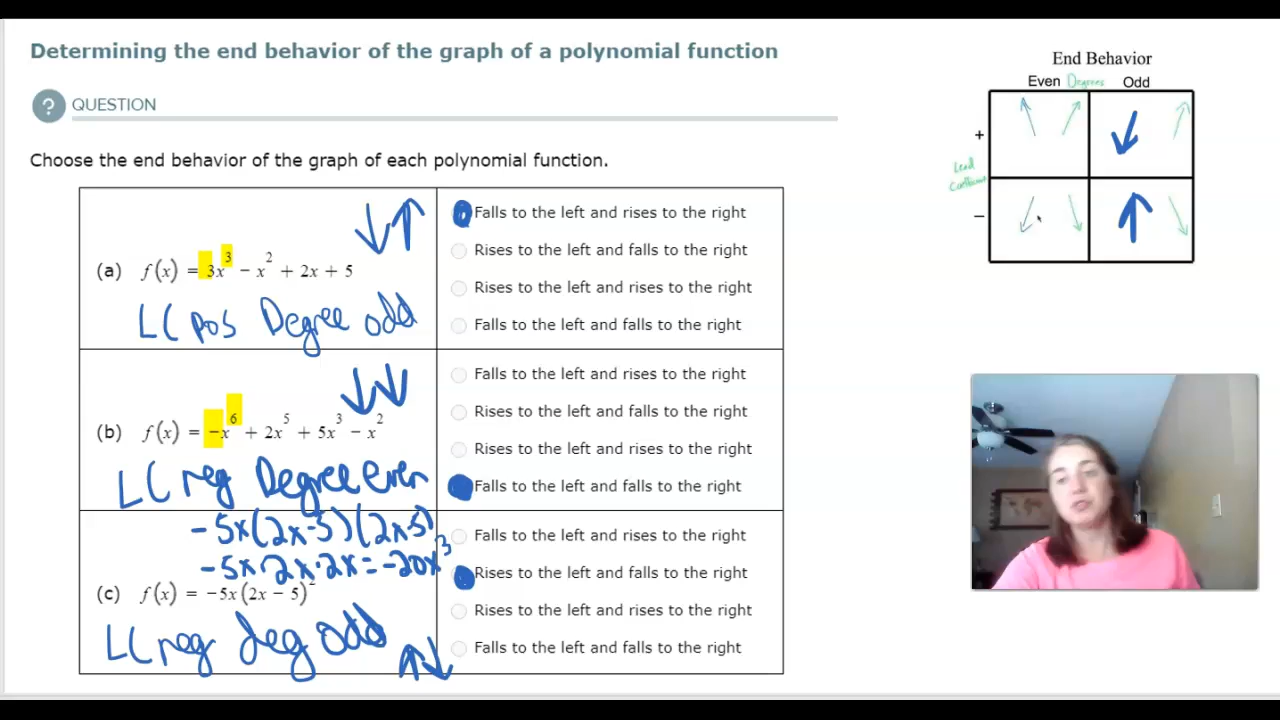 Determining the end behavior of the graph of a polynomial function
? QUESTION
Choose the end behavior of the graph of each polynomial function.
(a) f(x) = 3x³ − x² + 2x + 5
LC pos Degree odd
Falls to the left and rises to the right
Rises to the left and falls to the right
Rises to the left and rises to the right
Falls to the left and falls to the right
(b) f(x) = −x⁶ + 2x⁵ + 5x³ − x²
LC neg Degree even
Falls to the left and rises to the right
Rises to the left and falls to the right
Rises to the left and rises to the right
Falls to the left and falls to the right
−5x(2x−5)(2x−5)
−5x·2x·2x=−20x³
(c) f(x) = −5x(2x − 5)²
LC neg deg odd
Falls to the left and rises to the right
Rises to the left and falls to the right
Rises to the left and rises to the right
Falls to the left and falls to the right
End Behavior
Even Degrees Odd
+
Lead
Coefficient
−